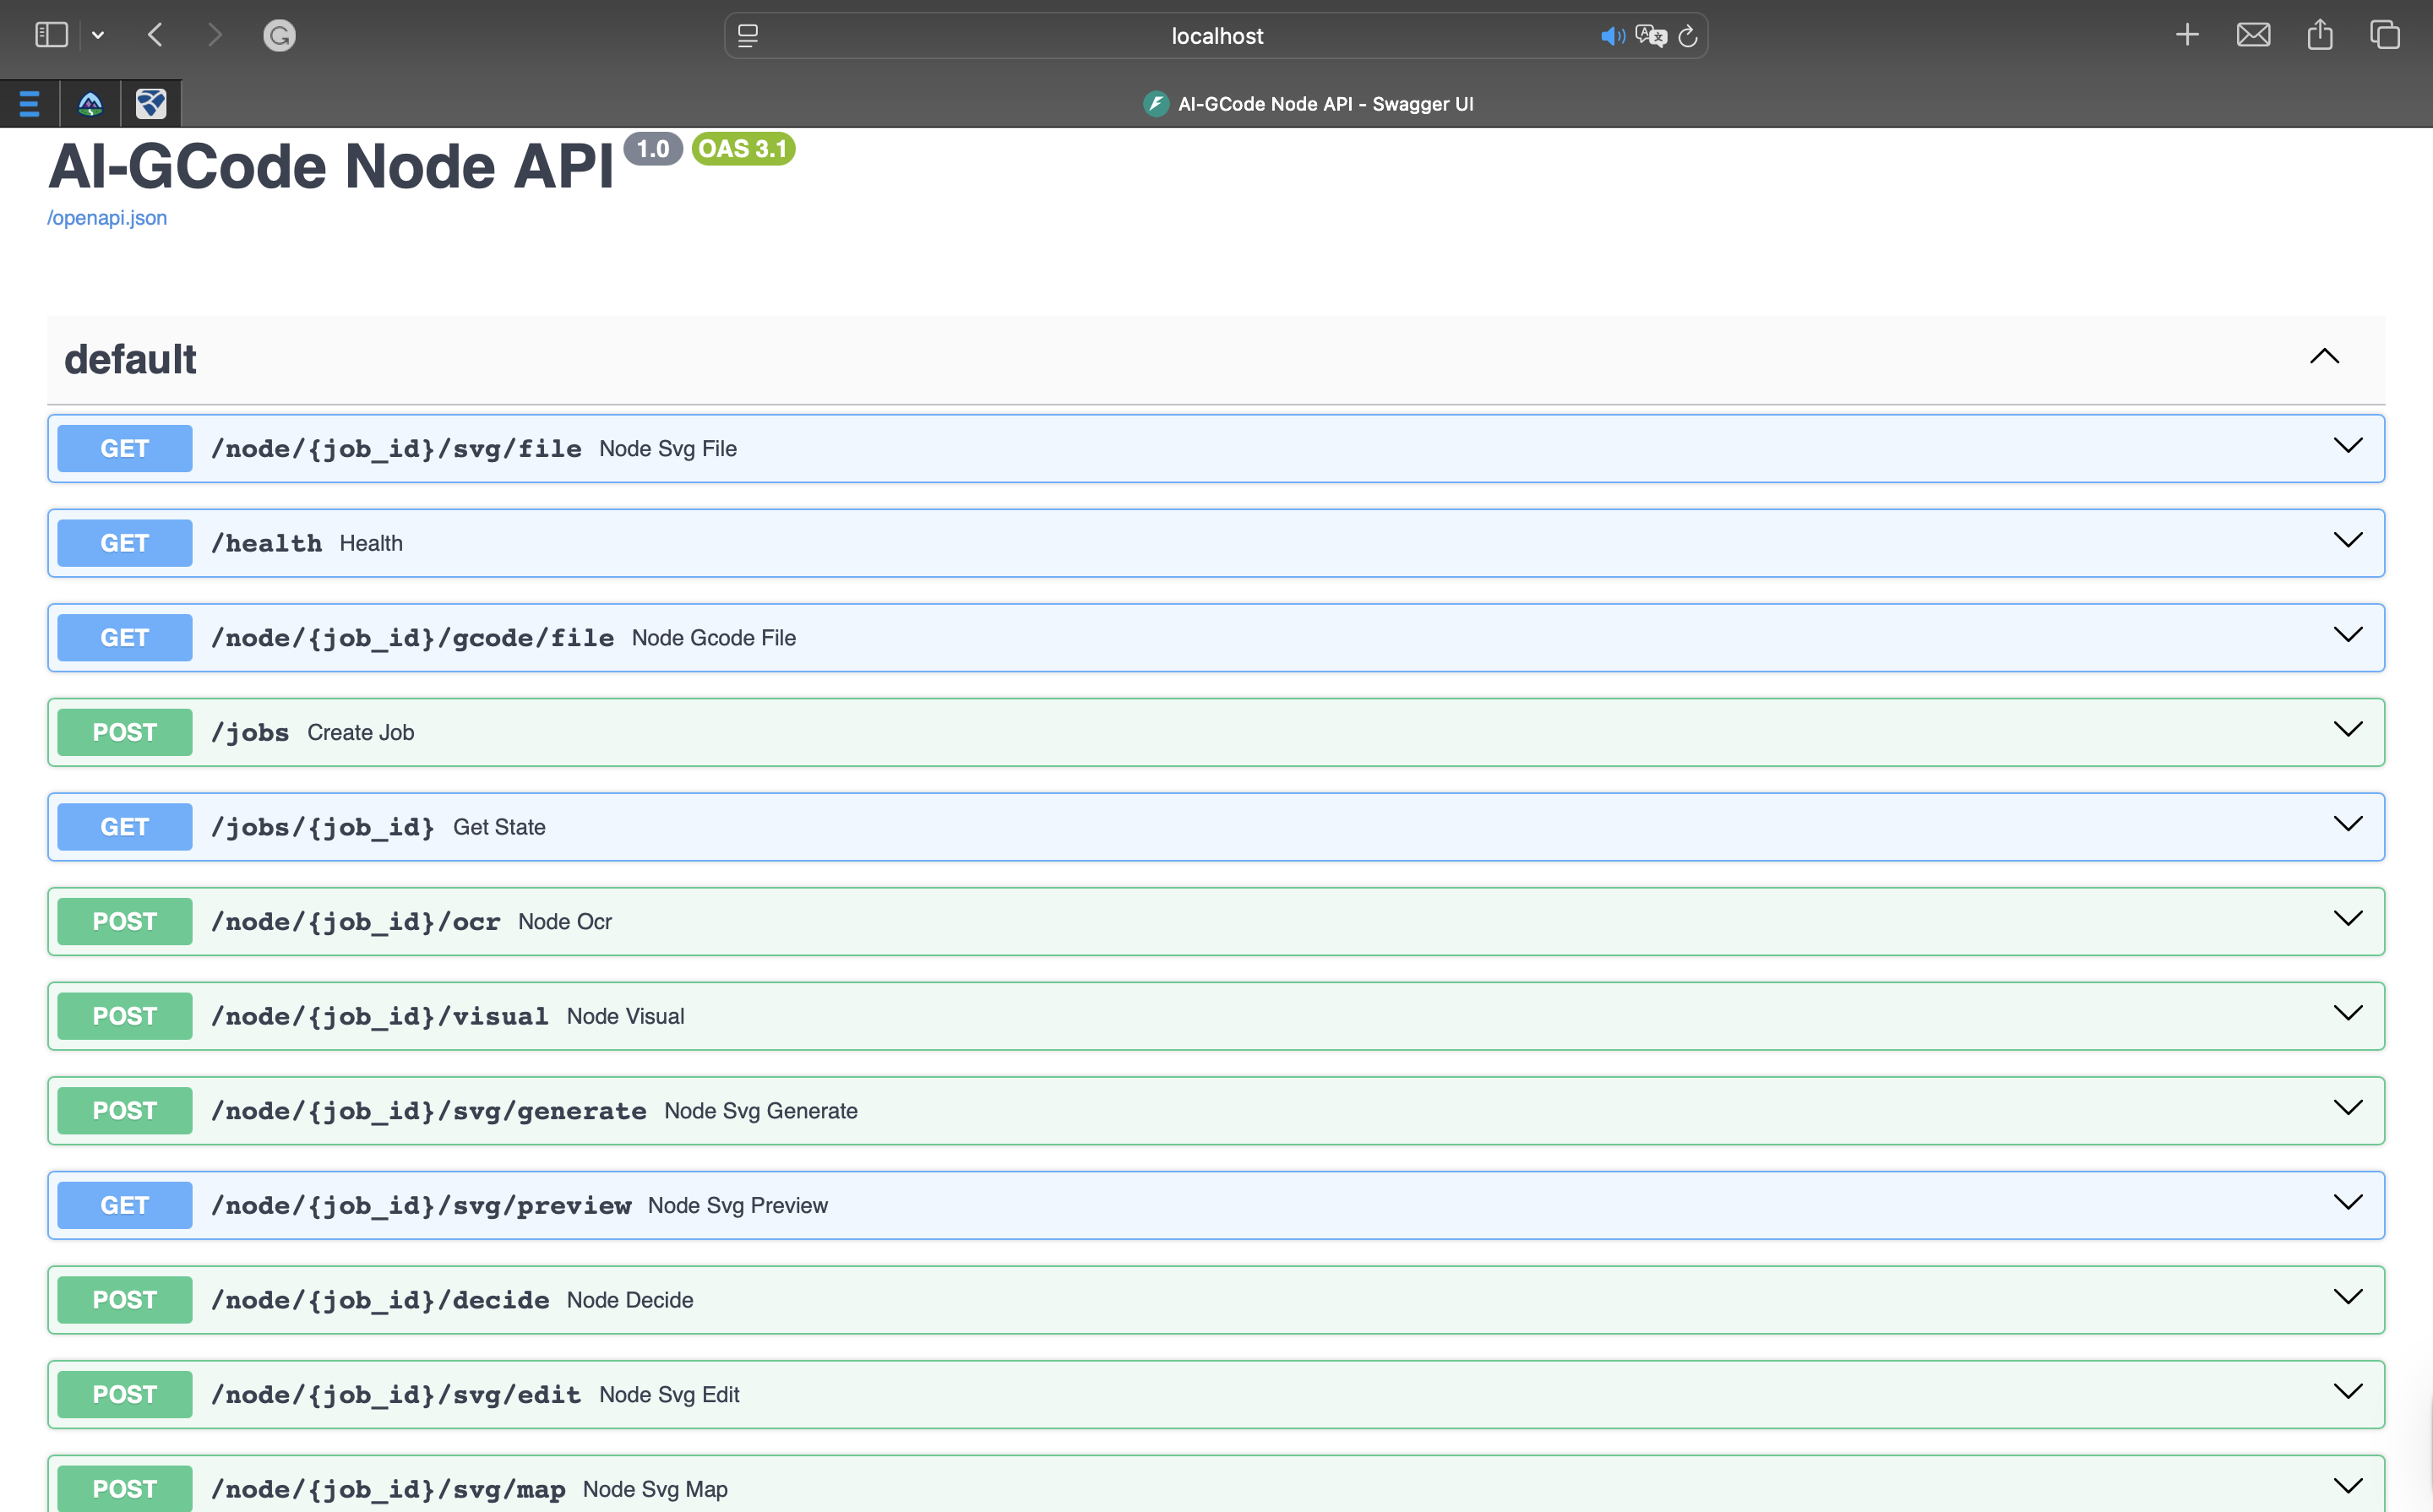 localhost
AI-GCode Node API - Swagger UI
AI-GCode Node API 1.0 OAS 3.1
/openapi.json
default
GET /node/{job_id}/svg/file Node Svg File
GET /health Health
GET /node/{job_id}/gcode/file Node Gcode File
POST /jobs Create Job
GET /jobs/{job_id} Get State
POST /node/{job_id}/ocr Node Ocr
POST /node/{job_id}/visual Node Visual
POST /node/{job_id}/svg/generate Node Svg Generate
GET /node/{job_id}/svg/preview Node Svg Preview
POST /node/{job_id}/decide Node Decide
POST /node/{job_id}/svg/edit Node Svg Edit
POST /node/{job_id}/svg/map Node Svg Map